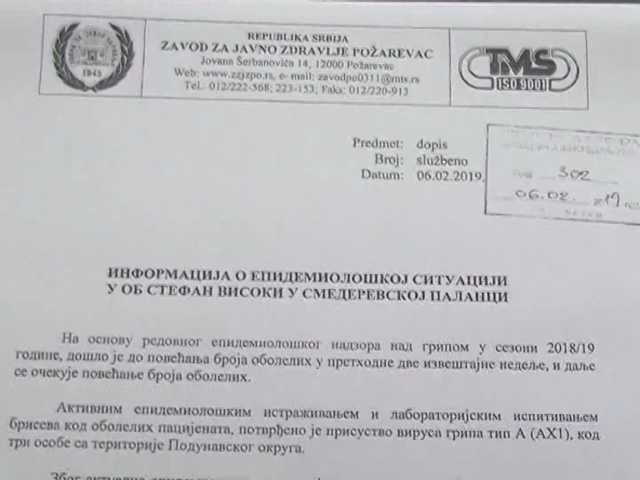 REPUBLIKA SRBIJA
ZAVOD ZA JAVNO ZDRAVLJE POŽAREVAC
Jovana Šerbanovića 14, 12000 Požarevac
Web: www.zzjzpo.rs, e- mail: zavodpo0311@mts.rs
Tel.: 012/222-568; 223-153; Faks: 012/220-913
1945
TMS
ISO 9001
Predmet: dopis
Broj: službeno
Datum: 06.02.2019.
302
06.02. 2019
ИНФОРМАЦИЈА О ЕПИДЕМИОЛОШКОЈ СИТУАЦИЈИ
У ОБ СТЕФАН ВИСОКИ У СМЕДЕРЕВСКОЈ ПАЛАНЦИ
На основу редовног епидемиолошког надзора над грипом у сезони 2018/19
године, дошло је до повећања броја оболелих у претходне две извештајне недеље, и даље
се очекује повећање броја оболелих.
Активним епидемиолошким истраживањем и лабораторијским испитивањем
брисева код оболелих пацијената, потврђено је присуство вируса грипа тип А (АХ1), код
три особе са територије Подунавског округа.